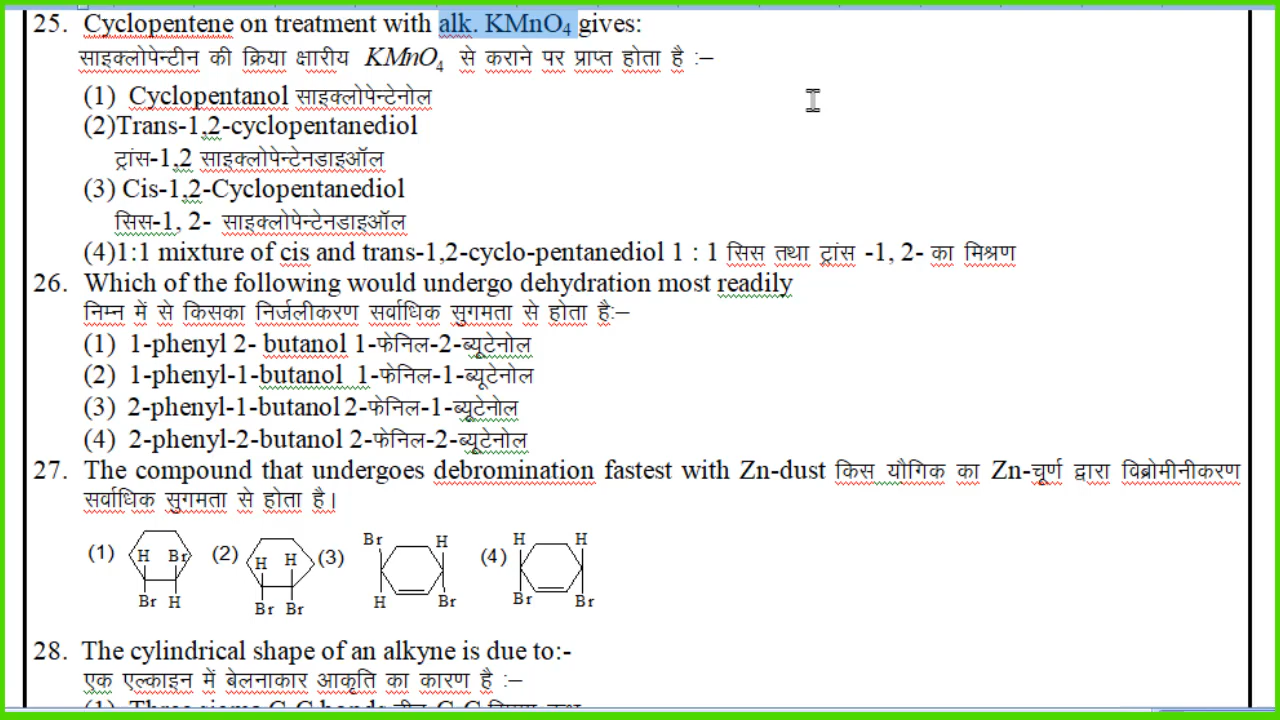 25. Cyclopentene on treatment with alk. KMnO4 gives:
साइक्लोपेन्टीन की क्रिया क्षारीय KMnO4 से कराने पर प्राप्त होता है :–
(1) Cyclopentanol साइक्लोपेन्टेनोल
(2)Trans-1,2-cyclopentanediol
ट्रांस-1,2 साइक्लोपेन्टेनडाइऑल
(3) Cis-1,2-Cyclopentanediol
सिस-1, 2- साइक्लोपेन्टेनडाइऑल
(4)1:1 mixture of cis and trans-1,2-cyclo-pentanediol 1 : 1 सिस तथा ट्रांस -1, 2- का मिश्रण
26. Which of the following would undergo dehydration most readily
निम्न में से किसका निर्जलीकरण सर्वाधिक सुगमता से होता है:–
(1) 1-phenyl 2- butanol 1-फेनिल-2-ब्यूटेनोल
(2) 1-phenyl-1-butanol 1-फेनिल-1-ब्यूटेनोल
(3) 2-phenyl-1-butanol 2-फेनिल-1-ब्यूटेनोल
(4) 2-phenyl-2-butanol 2-फेनिल-2-ब्यूटेनोल
27. The compound that undergoes debromination fastest with Zn-dust किस यौगिक का Zn-चूर्ण द्वारा विब्रोमीनीकरण
सर्वाधिक सुगमता से होता है।
Br H H H
(1) H Br (2) H H (3) (4)
Br H Br Br H Br Br Br
28. The cylindrical shape of an alkyne is due to:-
एक एल्काइन में बेलनाकार आकृति का कारण है :–
(1) Three sigma C-C bonds तीन C-C